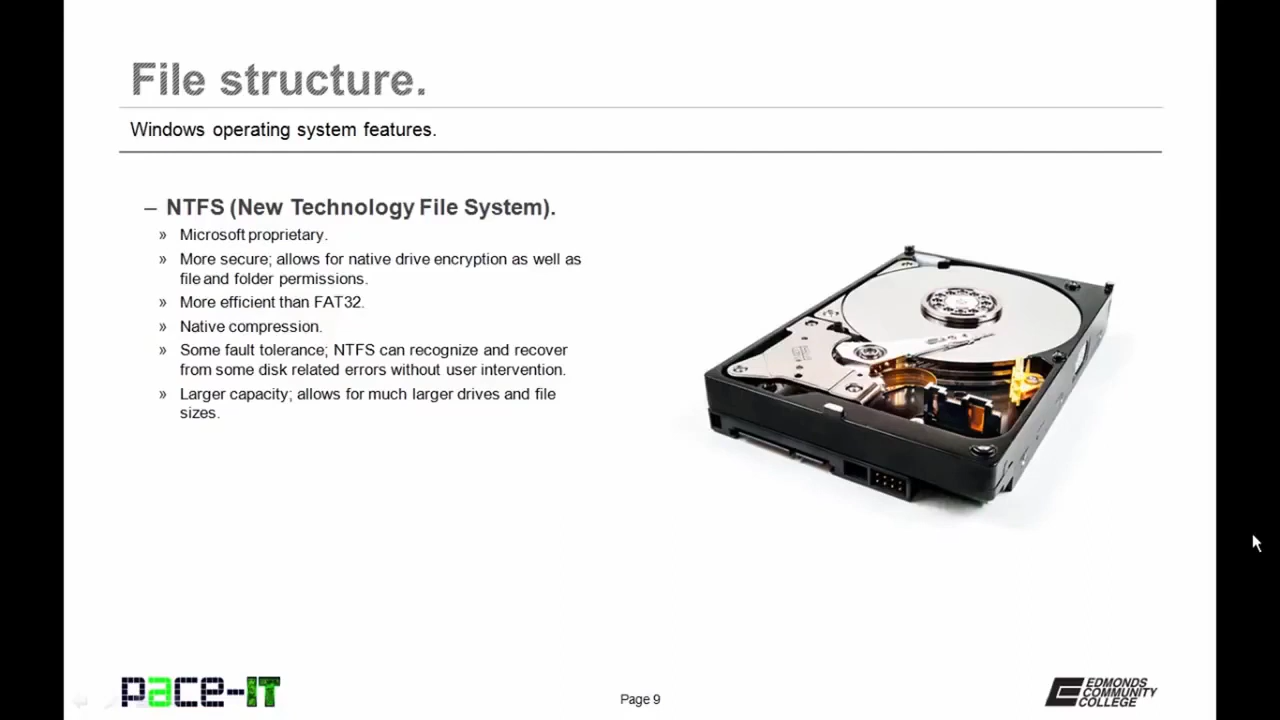 File structure.
Windows operating system features.
– NTFS (New Technology File System).
» Microsoft proprietary.
» More secure; allows for native drive encryption as well as
file and folder permissions.
» More efficient than FAT32.
» Native compression.
» Some fault tolerance; NTFS can recognize and recover
from some disk related errors without user intervention.
» Larger capacity; allows for much larger drives and file
sizes.
pace-IT
Page 9
EDMONDS
COMMUNITY
COLLEGE